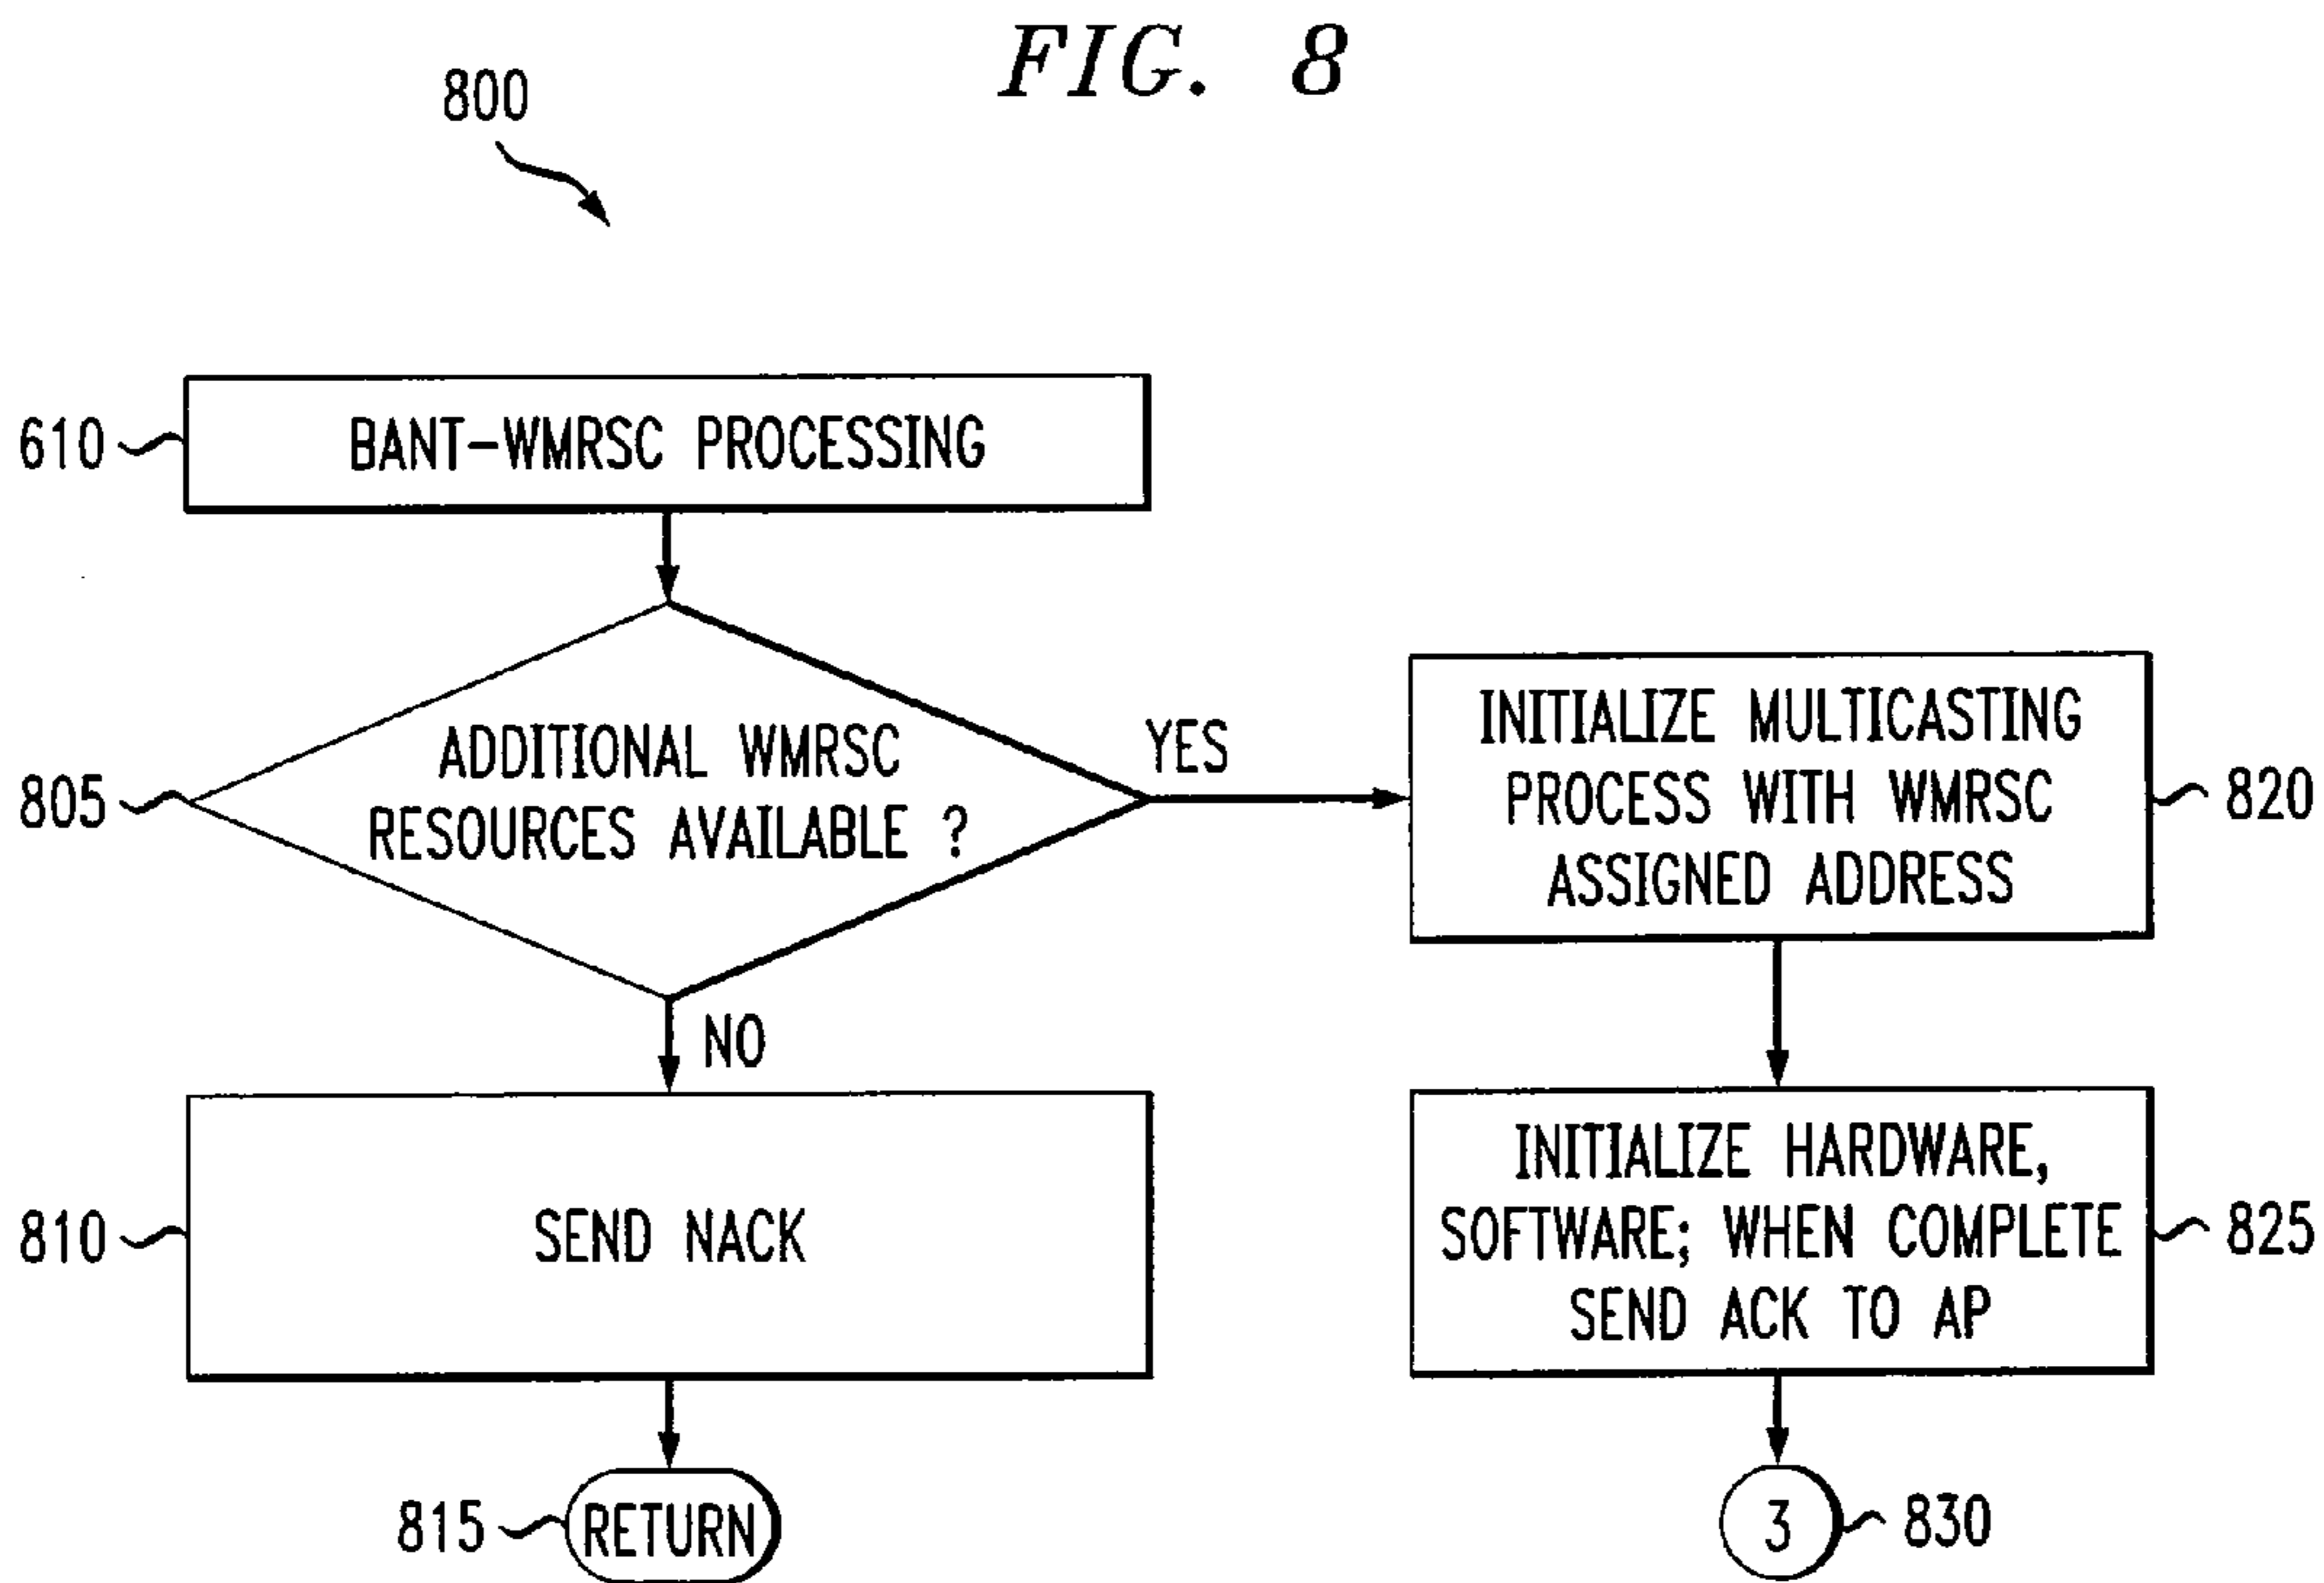 FIG. 8
800
610
BANT-WMRSC PROCESSING
805
ADDITIONAL WMRSC
RESOURCES AVAILABLE ?
YES
NO
INITIALIZE MULTICASTING
PROCESS WITH WMRSC
ASSIGNED ADDRESS
820
810
SEND NACK
INITIALIZE HARDWARE,
SOFTWARE; WHEN COMPLETE
SEND ACK TO AP
825
815
RETURN
3
830